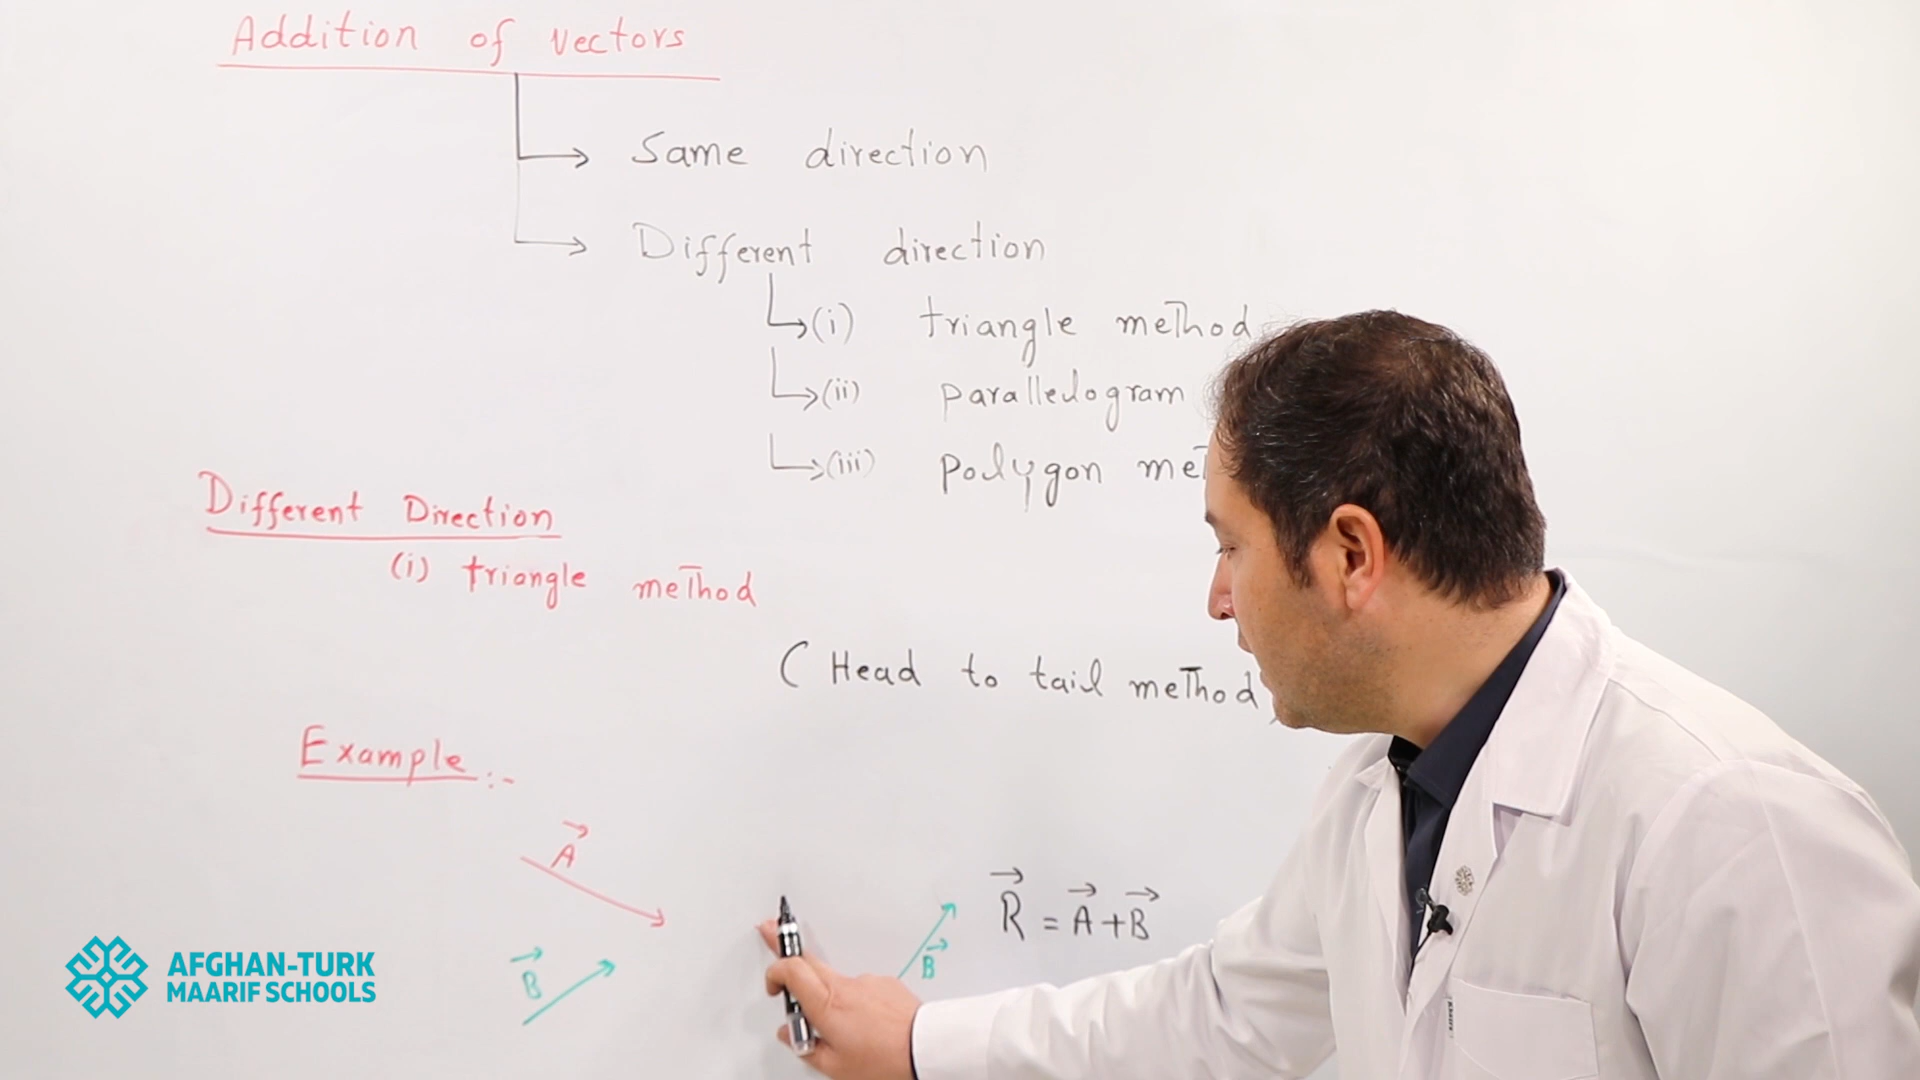 Addition of vectors
Same direction
Different direction
(i) triangle method
(ii) parallelogram
(iii) polygon met
Different Direction
(i) triangle method
(Head to tail method
Example:-
A
B
B
R = A + B
AFGHAN-TURK
MAARIF SCHOOLS